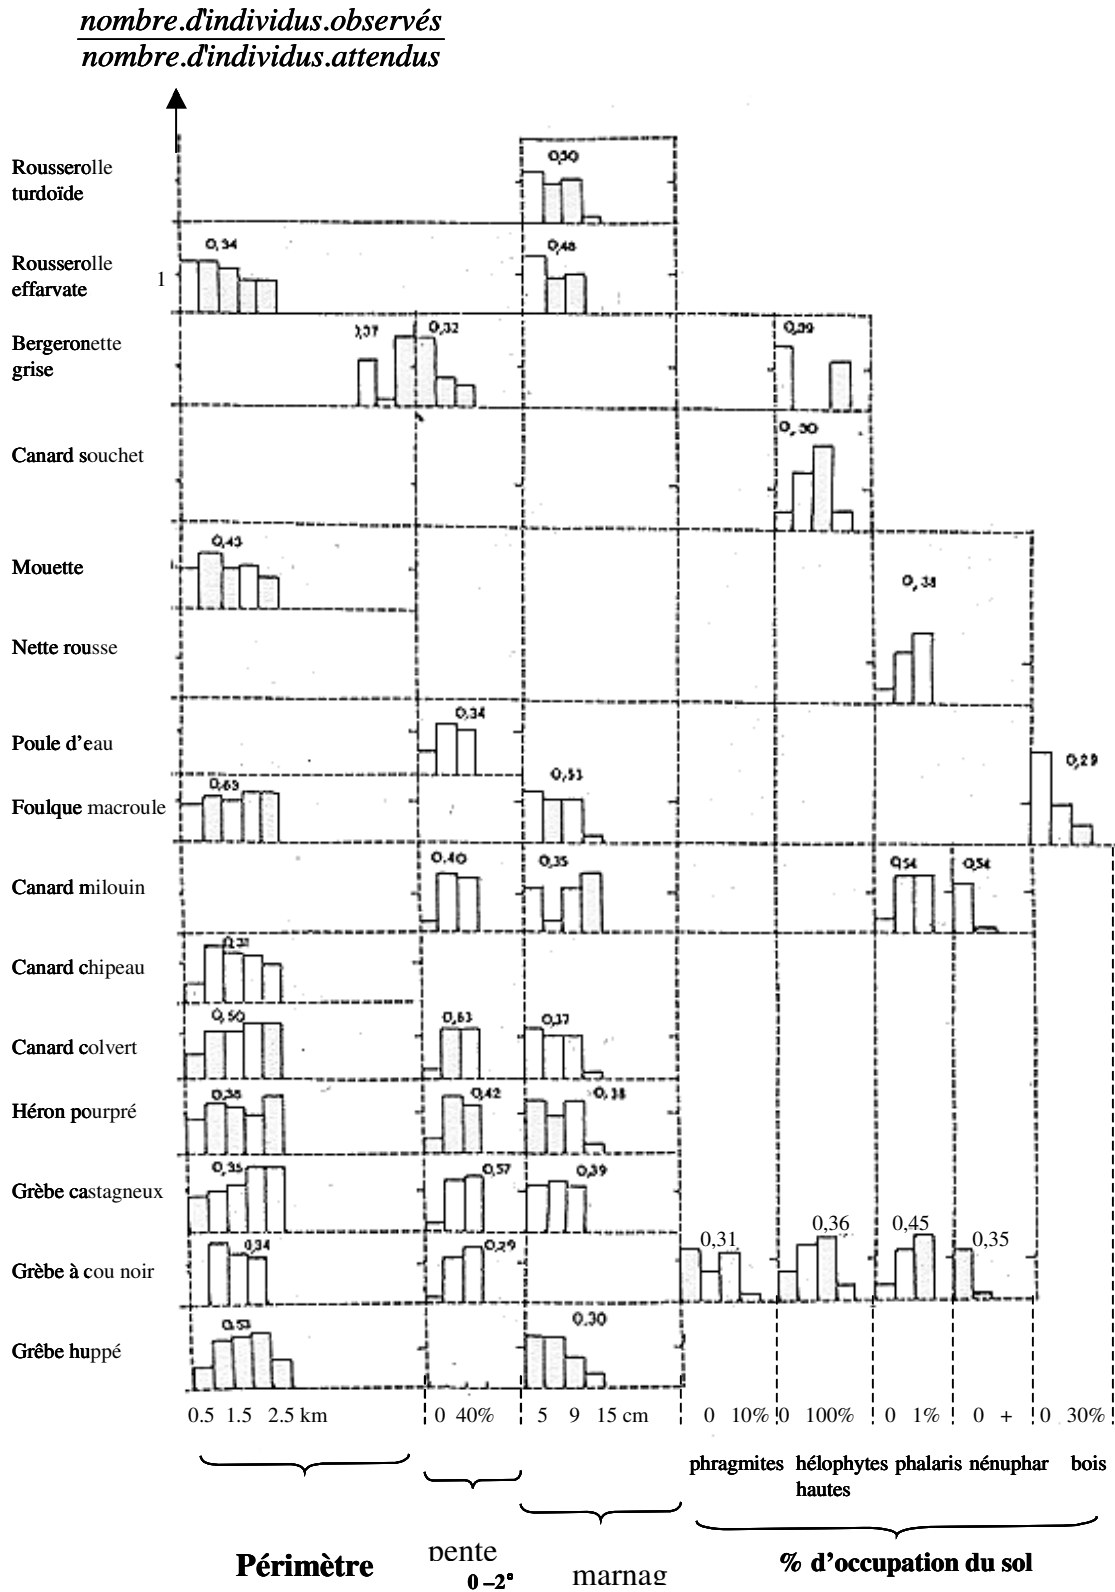 nombre.d'individus.observés
nombre.d'individus.attendus
Rousserolle
turdoïde
0,50
Rousserolle
effarvate
1
0,34
0,48
Bergeronette
grise
0,37
0,32
0,39
Canard souchet
0,30
Mouette
0,43
Nette rousse
0,38
Poule d'eau
0,34
0,29
Foulque macroule
0,63
0,53
Canard milouin
0,40
0,35
0,54
0,54
Canard chipeau
Canard colvert
0,50
0,63
0,37
Héron pourpré
0,36
0,42
0,38
Grèbe castagneux
0,35
0,57
0,39
Grèbe à cou noir
0,34
0,29
0,31
0,36
0,45
0,35
Grêbe huppé
0,53
0.30
0.5 1.5 2.5 km
0 40%
5 9 15 cm
0 10%
0 100%
0 1%
0 +
0 30%
phragmites hélophytes phalaris nénuphar bois
hautes
Périmètre
pente
0 –2°
marnag
% d'occupation du sol